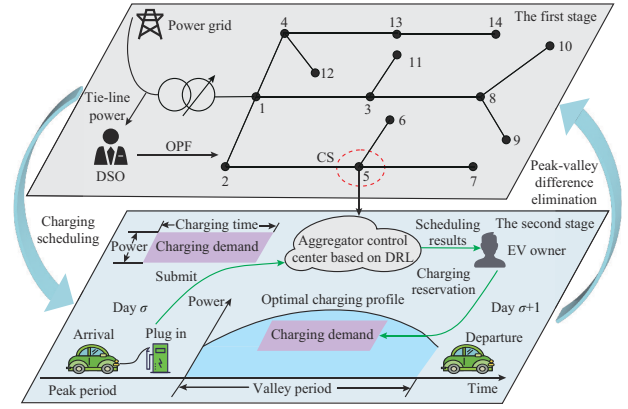 The first stage
Power grid
4
13
14
10
12
11
Tie-line
power
1
3
8
6
9
DSO
OPF
2
CS
5
7
Peak-valley
difference
elimination
Charging
scheduling
Charging time
Power
Charging demand
Submit
Aggregator control
center based on DRL
Scheduling
results
The second stage
EV owner
Charging
reservation
Day σ
Power
Optimal charging profile
Day σ+1
Arrival
Plug in
Charging demand
Departure
Peak period
Valley period
Time